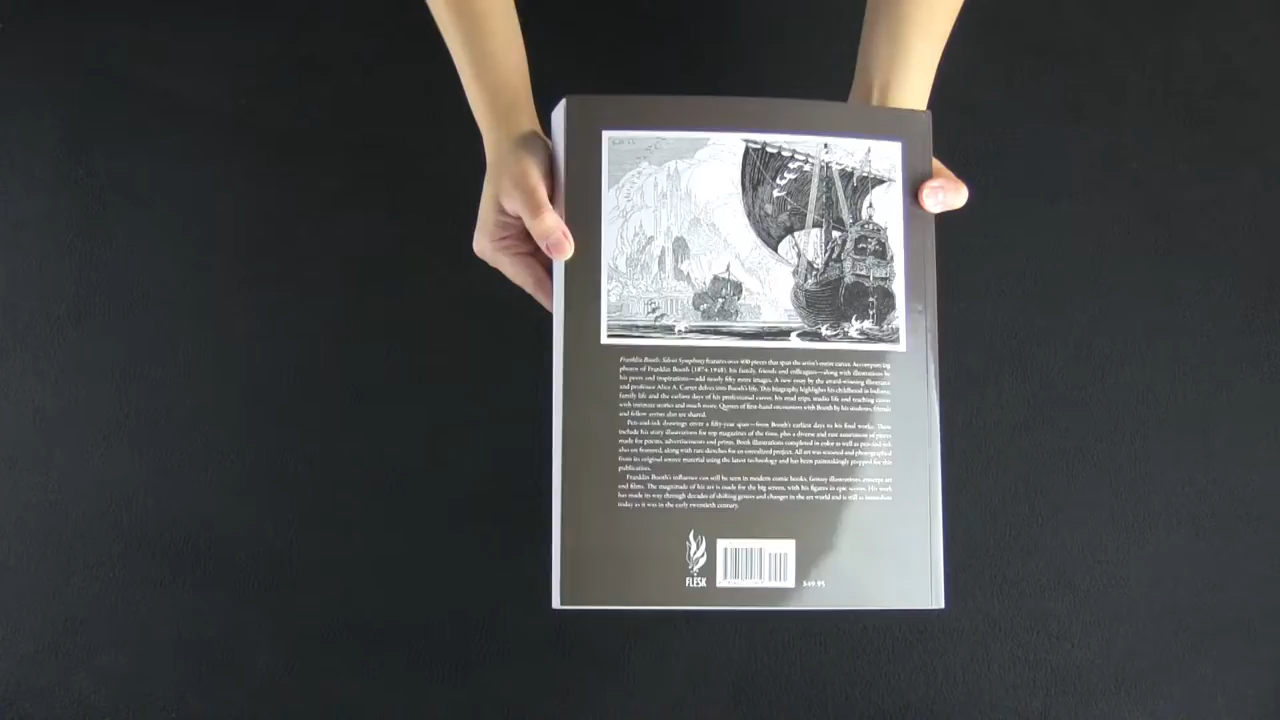 Franklin Booth: Silent Symphony features over 400 pieces that span the artist's entire career. Accompanying
photos of Franklin Booth (1874-1948), his family, friends and colleagues—along with illustrations by
his peers and inspirations—add nearly fifty more images. A new essay by the award-winning illustrator
and professor Alice A. Carter delves into Booth's life. This biography highlights his childhood in Indiana,
family life and the earliest days of his professional career, his road trips, studio life and teaching career
with intimate stories and much more. Quotes of first-hand encounters with Booth by his students, friends
and fellow artists also are shared.
Pen-and-ink drawings cover a fifty-year span—from Booth's earliest days to his final works. These
include his story illustrations for top magazines of the time, plus a diverse and rare assortment of pieces
made for poems, advertisements and prints. Both illustrations completed in color as well as pen-and-ink
also are featured, along with rare sketches for an unrealized project. All art was scanned and photographed
from its original source material using the latest technology and has been painstakingly prepped for this
publication.
Franklin Booth's influence can still be seen in modern comic books, fantasy illustrations, concept art
and films. The magnitude of his art is made for the big screen, with his figures in epic scenes. His work
has made its way through decades of shifting genres and changes in the art world and is still as immediate
today as it was in the early twentieth century.
FLESK
$49.95